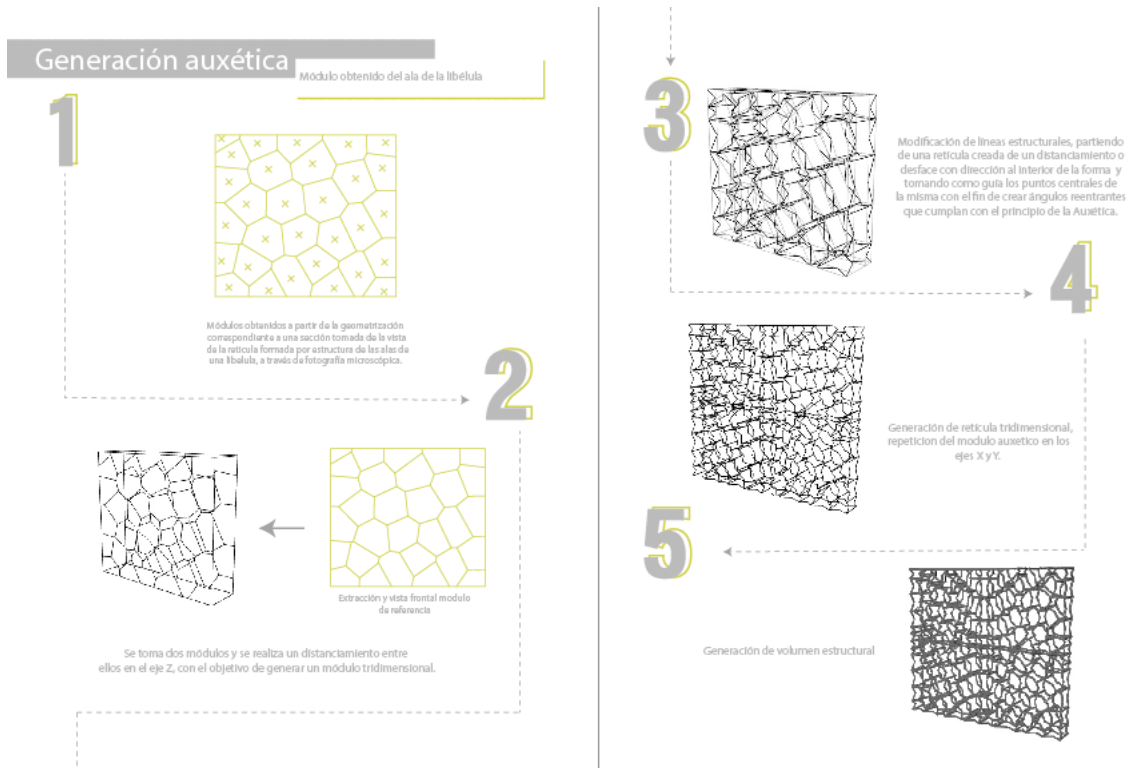 Generación auxética
Módulo obtenido del ala de la libélula
1
Módulos obtenidos a partir de la geometrización
correspondiente a una sección tomada de la vista
de la retícula formada por estructura de las alas de
una libelula, a través de fotografía microscópica.
2
Extracción y vista frontal modulo
de referencia
Se toma dos módulos y se realiza un distanciamiento entre
ellos en el eje Z, con el objetivo de generar un módulo tridimensional.
3
Modificación de líneas estructurales, partiendo
de una retícula creada de un distanciamiento o
desface con dirección al interior de la forma y
tomando como guía los puntos centrales de
la misma con el fin de crear ángulos reentrantes
que cumplan con el principio de la Auxética.
4
Generación de retícula tridimensional,
repeticion del modulo auxetico en los
ejes X y Y.
5
Generación de volumen estructural